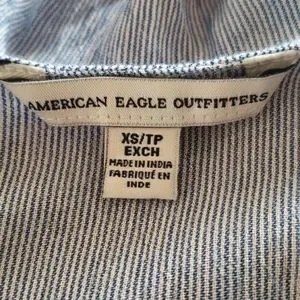 AMERICAN EAGLE OUTFITTERS
XS/TP
EXCH
MADE IN INDIA
FABRIQUÉ EN
INDE